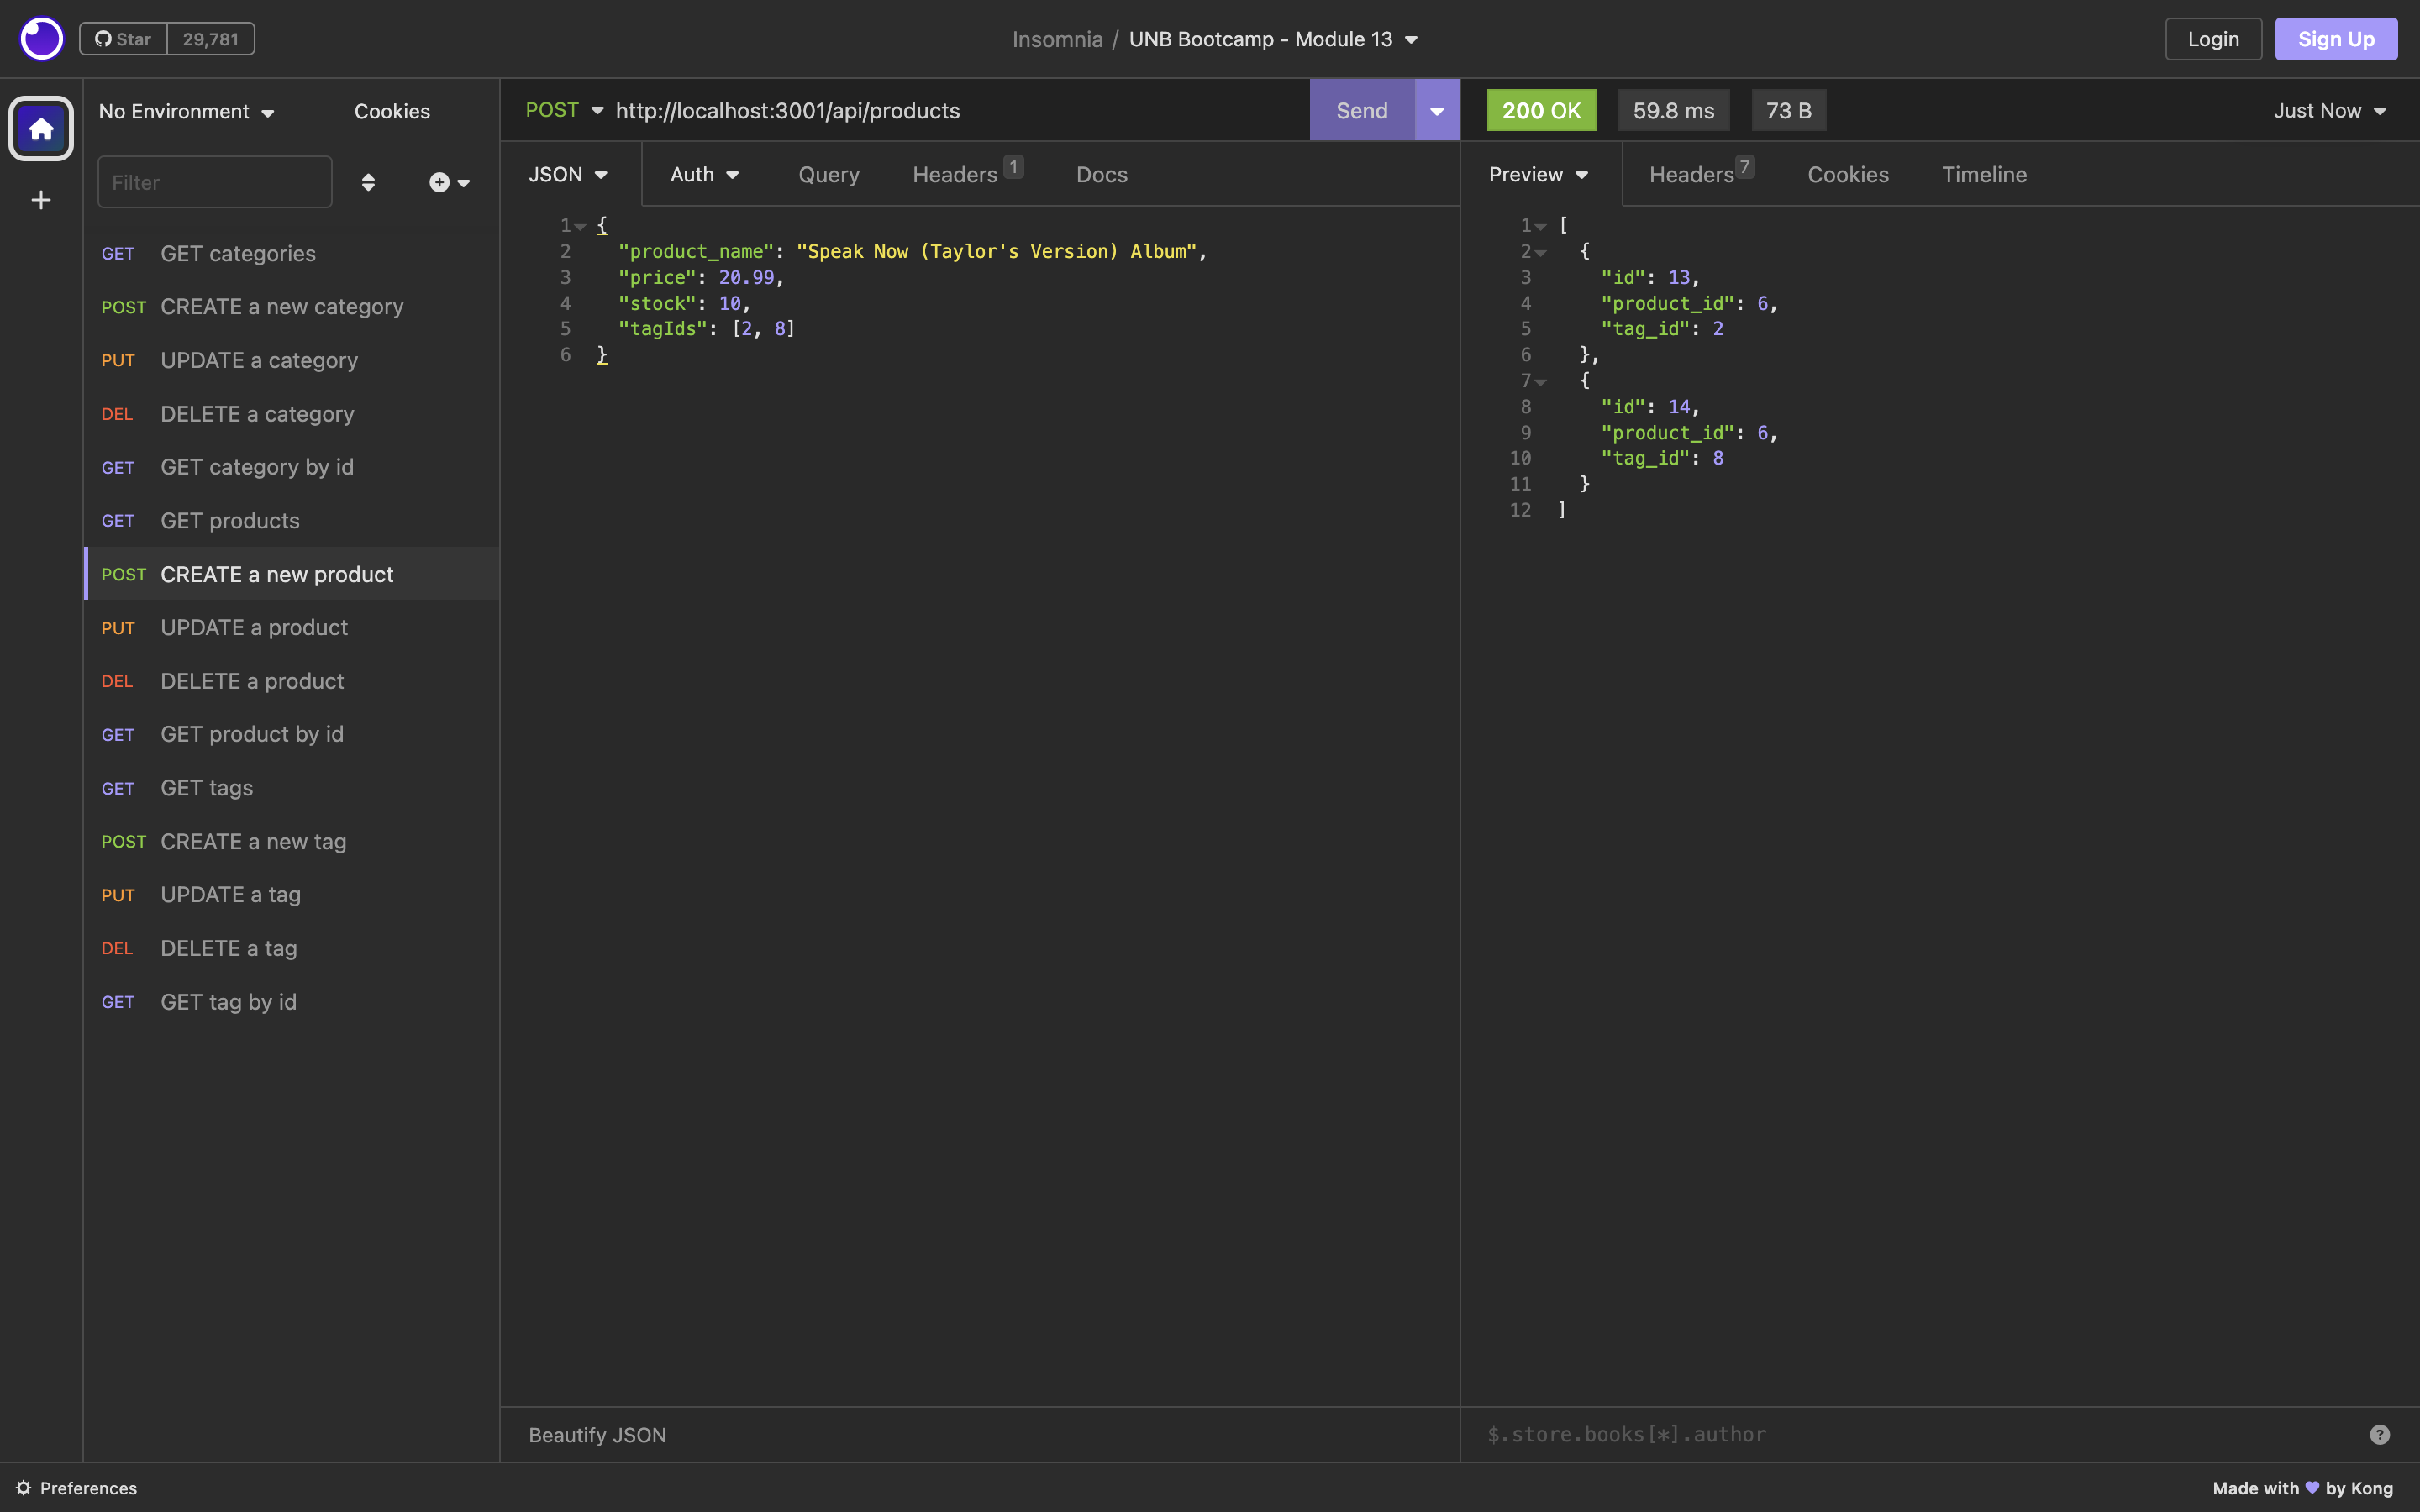 Star 29,781
Insomnia / UNB Bootcamp - Module 13
Login
Sign Up
No Environment
Cookies
Filter
GET GET categories
POST CREATE a new category
PUT UPDATE a category
DEL DELETE a category
GET GET category by id
GET GET products
POST CREATE a new product
PUT UPDATE a product
DEL DELETE a product
GET GET product by id
GET GET tags
POST CREATE a new tag
PUT UPDATE a tag
DEL DELETE a tag
GET GET tag by id
POST http://localhost:3001/api/products
Send
JSON Auth Query Headers 1 Docs
1 {
2 "product_name": "Speak Now (Taylor's Version) Album",
3 "price": 20.99,
4 "stock": 10,
5 "tagIds": [2, 8]
6 }
Beautify JSON
200 OK 59.8 ms 73 B Just Now
Preview Headers 7 Cookies Timeline
1 [
2 {
3 "id": 13,
4 "product_id": 6,
5 "tag_id": 2
6 },
7 {
8 "id": 14,
9 "product_id": 6,
10 "tag_id": 8
11 }
12 ]
$.store.books[*].author
?
Preferences
Made with 💜 by Kong